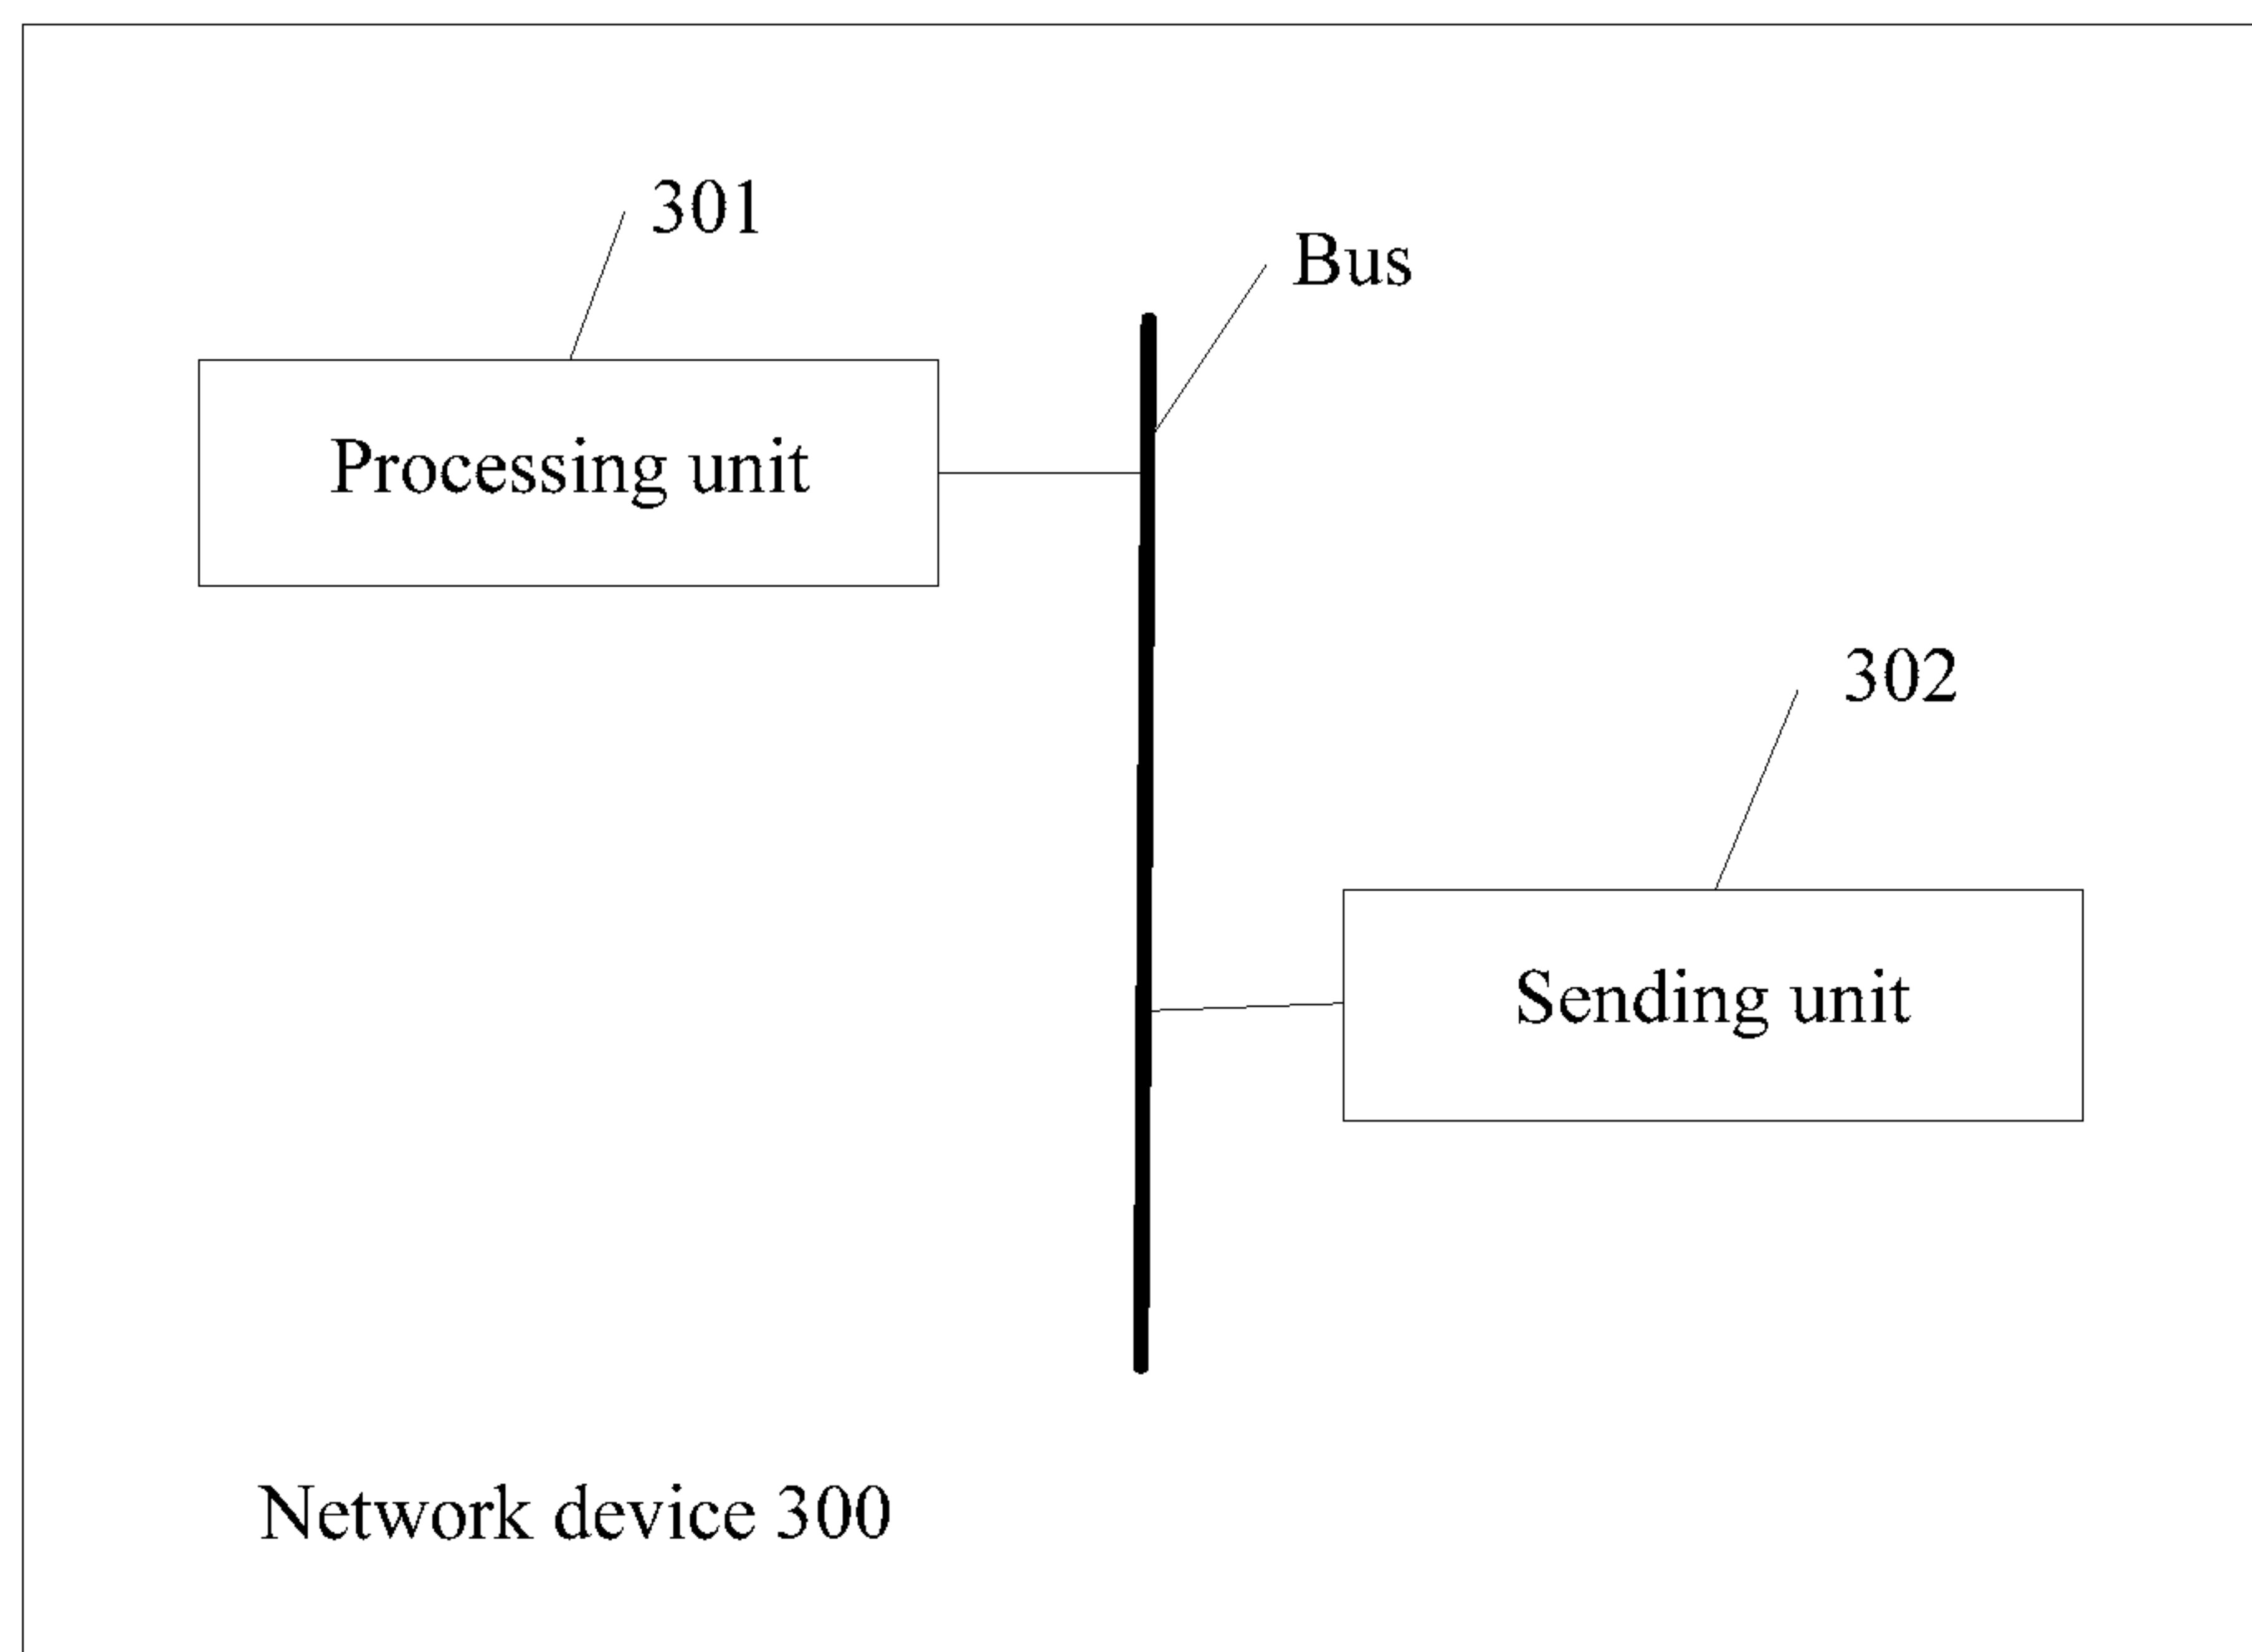 301
Bus
Processing unit
302
Sending unit
Network device 300